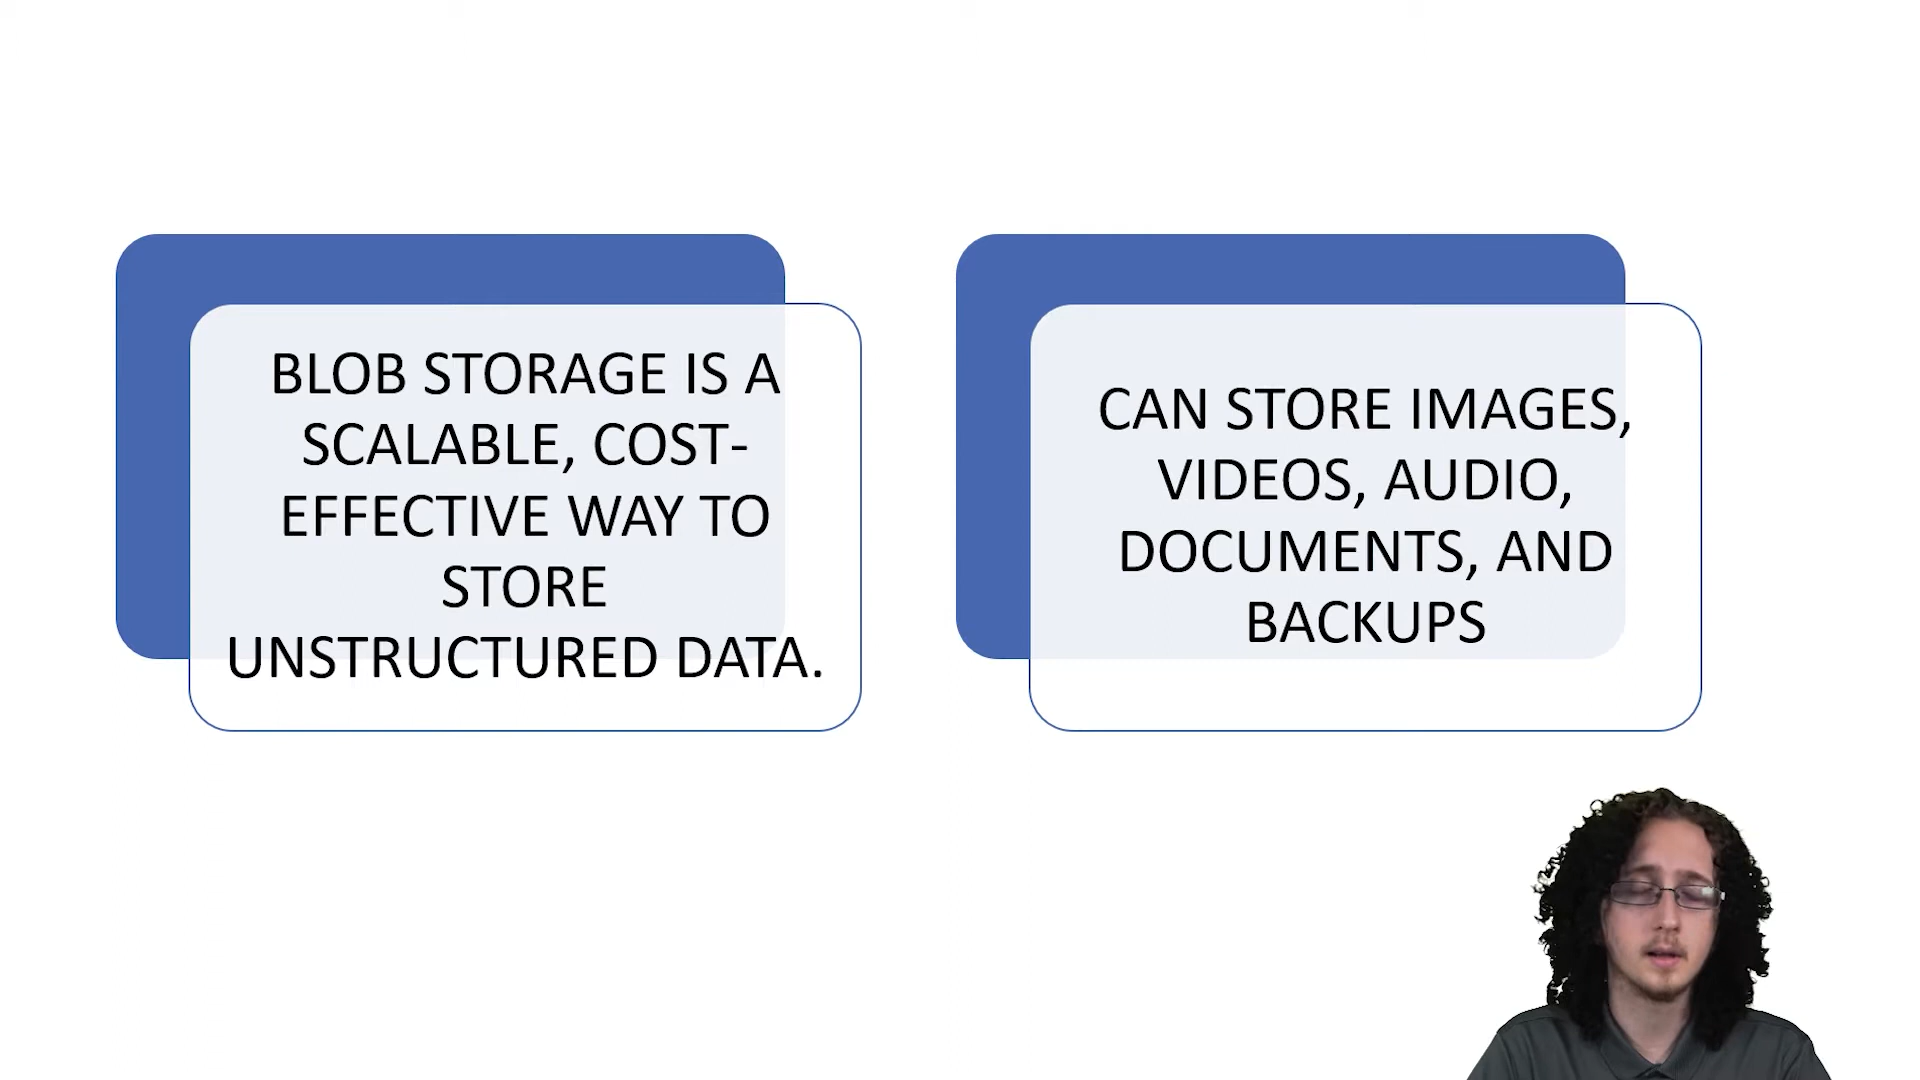 BLOB STORAGE IS A
SCALABLE, COST-
EFFECTIVE WAY TO
STORE
UNSTRUCTURED DATA.
CAN STORE IMAGES,
VIDEOS, AUDIO,
DOCUMENTS, AND
BACKUPS